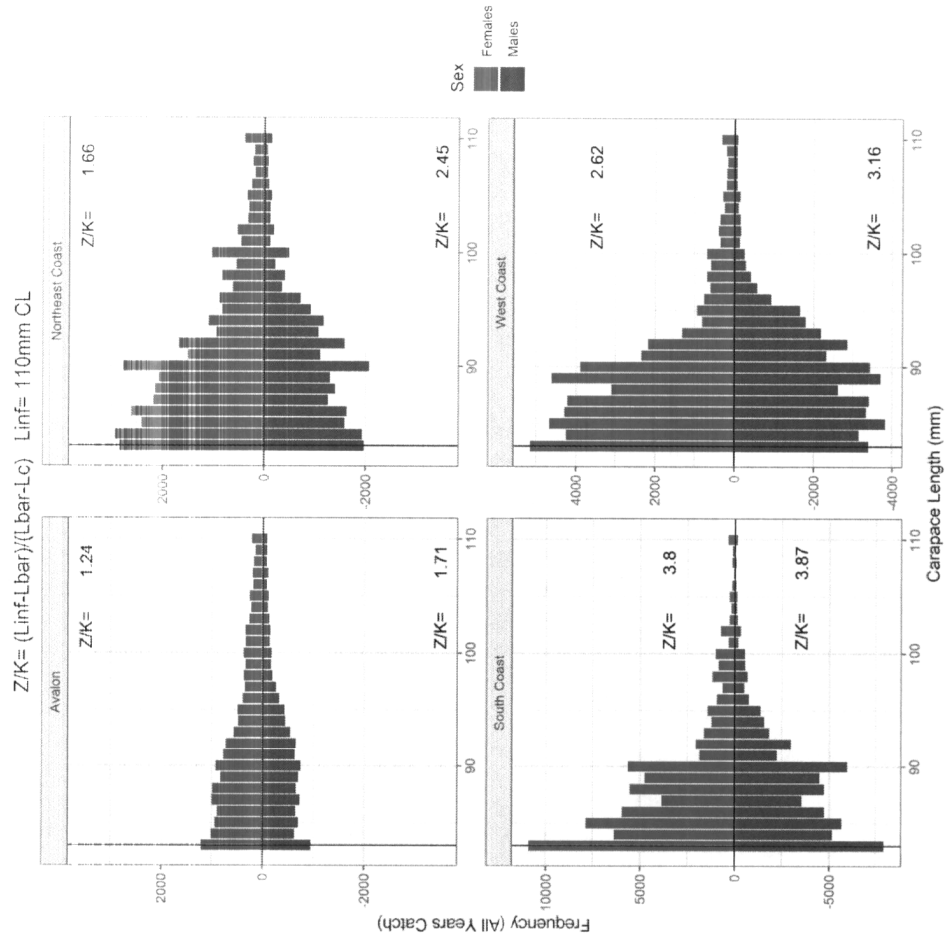 Z/K= (Linf-Lbar)/(Lbar-Lc)   Linf= 110mm CL
Avalon
Northeast Coast
2000
0
-2000
Z/K= 1.24
Z/K= 1.71
90
100
110
2000
0
-2000
Z/K= 1.66
Z/K= 2.45
90
100
110
South Coast
West Coast
10000
5000
0
-5000
Z/K= 3.8
Z/K= 3.87
90
100
110
4000
2000
0
-2000
-4000
Z/K= 2.62
Z/K= 3.16
90
100
110
Frequency (All Years Catch)
Carapace Length (mm)
Sex
Females
Males